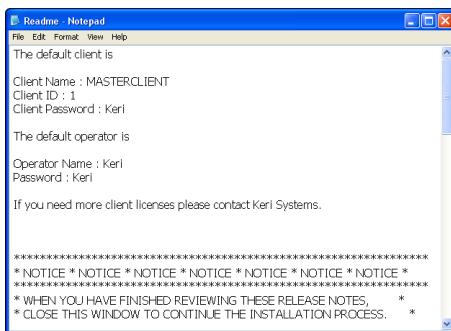 Readme - Notepad
File Edit Format View Help
The default client is
Client Name : MASTERCLIENT
Client ID : 1
Client Password : Keri
The default operator is
Operator Name : Keri
Password : Keri
If you need more client licenses please contact Keri Systems.
******************************************************************
* NOTICE * NOTICE * NOTICE * NOTICE * NOTICE * NOTICE * NOTICE *
******************************************************************
* WHEN YOU HAVE FINISHED REVIEWING THESE RELEASE NOTES, *
* CLOSE THIS WINDOW TO CONTINUE THE INSTALLATION PROCESS. *